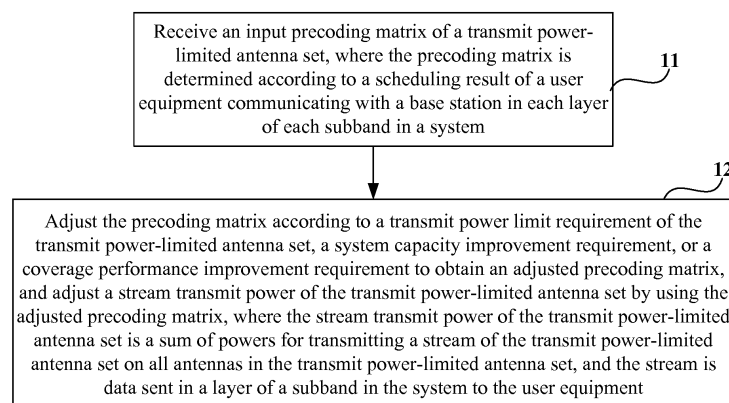 Receive an input precoding matrix of a transmit power-
limited antenna set, where the precoding matrix is
determined according to a scheduling result of a user
equipment communicating with a base station in each layer
of each subband in a system
11
12
Adjust the precoding matrix according to a transmit power limit requirement of the
transmit power-limited antenna set, a system capacity improvement requirement, or a
coverage performance improvement requirement to obtain an adjusted precoding matrix,
and adjust a stream transmit power of the transmit power-limited antenna set by using the
adjusted precoding matrix, where the stream transmit power of the transmit power-limited
antenna set is a sum of powers for transmitting a stream of the transmit power-limited
antenna set on all antennas in the transmit power-limited antenna set, and the stream is
data sent in a layer of a subband in the system to the user equipment